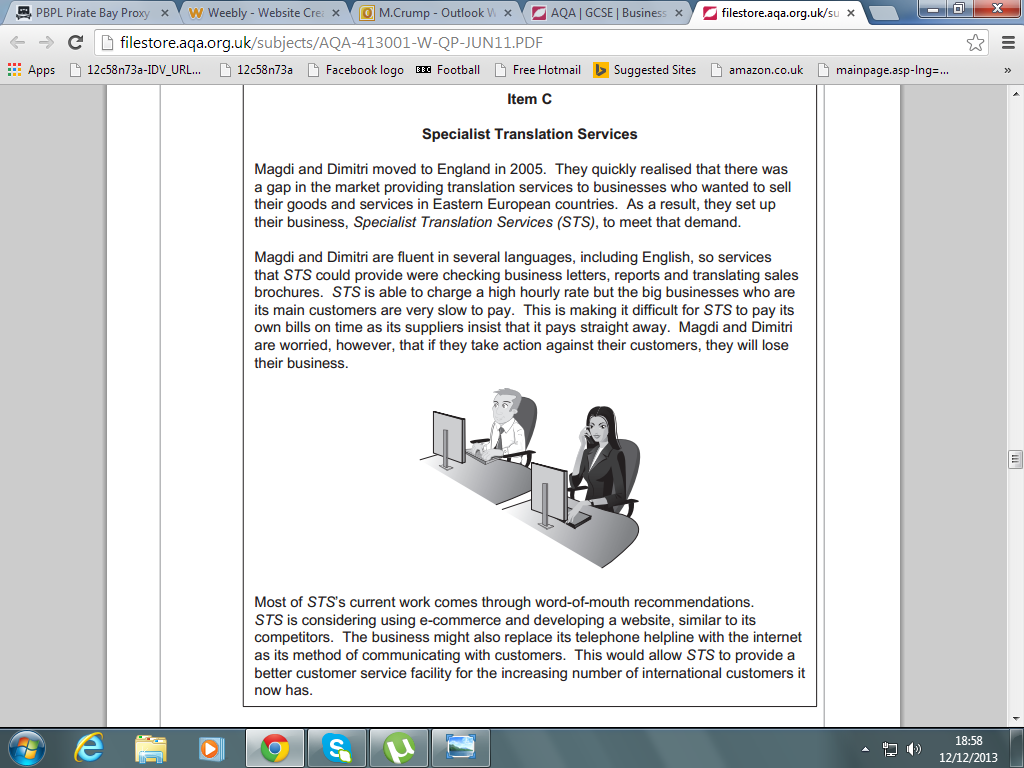 PBPL Pirate Bay Proxy
Weebly - Website Cre
M.Crump - Outlook W
AQA | GCSE | Business
filestore.aqa.org.uk/su
filestore.aqa.org.uk/subjects/AQA-413001-W-QP-JUN11.PDF
Apps 12c58n73a-IDV_URL... 12c58n73a Facebook logo BBC Football Free Hotmail Suggested Sites amazon.co.uk mainpage.asp-lng=... »
Item C
Specialist Translation Services
Magdi and Dimitri moved to England in 2005. They quickly realised that there was
a gap in the market providing translation services to businesses who wanted to sell
their goods and services in Eastern European countries. As a result, they set up
their business, Specialist Translation Services (STS), to meet that demand.
Magdi and Dimitri are fluent in several languages, including English, so services
that STS could provide were checking business letters, reports and translating sales
brochures. STS is able to charge a high hourly rate but the big businesses who are
its main customers are very slow to pay. This is making it difficult for STS to pay its
own bills on time as its suppliers insist that it pays straight away. Magdi and Dimitri
are worried, however, that if they take action against their customers, they will lose
their business.
Most of STS's current work comes through word-of-mouth recommendations.
STS is considering using e-commerce and developing a website, similar to its
competitors. The business might also replace its telephone helpline with the internet
as its method of communicating with customers. This would allow STS to provide a
better customer service facility for the increasing number of international customers it
now has.
18:58
12/12/2013